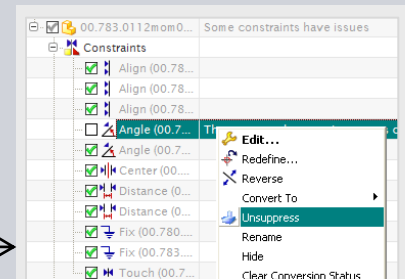 00.783.0112mom0... Some constraints have issues
Constraints
Align (00.78...
Align (00.78...
Align (00.78...
Angle (00.7...
Angle (00.7...
Center (00....
Distance (0...
Distance (0...
Fix (00.780....
Fix (00.783....
Touch (00.7...
Edit...
Redefine...
Reverse
Convert To
Unsuppress
Rename
Hide
Clear Conversion Status